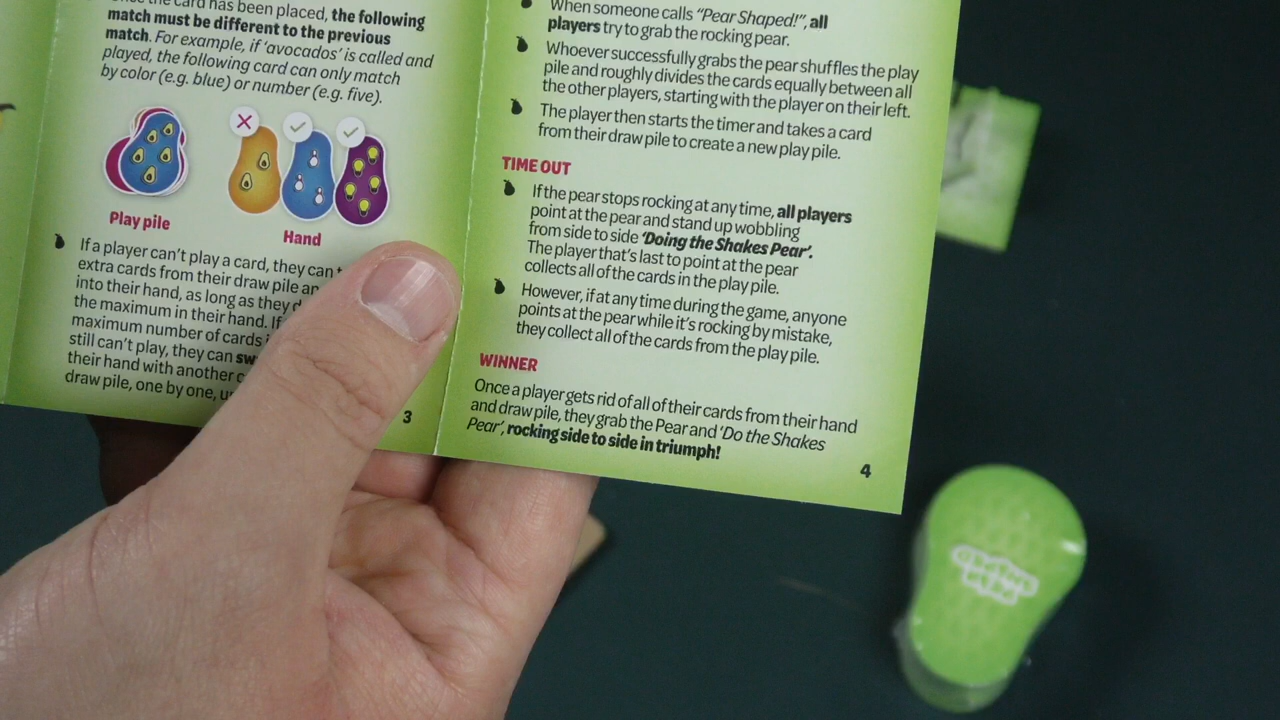 Once the card has been placed, the following
match must be different to the previous
match. For example, if 'avocados' is called and
played, the following card can only match
by color (e.g. blue) or number (e.g. five).
Play pile
Hand
If a player can't play a card, they can
extra cards from their draw pile
into their hand, as long as they
the maximum in their hand. If
maximum number of cards
still can't play, they can
their hand with another
draw pile, one by one,
3
When someone calls "Pear Shaped!", all
players try to grab the rocking pear.
Whoever successfully grabs the pear shuffles the play
pile and roughly divides the cards equally between all
the other players, starting with the player on their left.
The player then starts the timer and takes a card
from their draw pile to create a new play pile.
TIME OUT
If the pear stops rocking at any time, all players
point at the pear and stand up wobbling
from side to side 'Doing the Shakes Pear'.
The player that's last to point at the pear
collects all of the cards in the play pile.
However, if at any time during the game, anyone
points at the pear while it's rocking by mistake,
they collect all of the cards from the play pile.
WINNER
Once a player gets rid of all of their cards from their hand
and draw pile, they grab the Pear and 'Do the Shakes
Pear', rocking side to side in triumph!
4